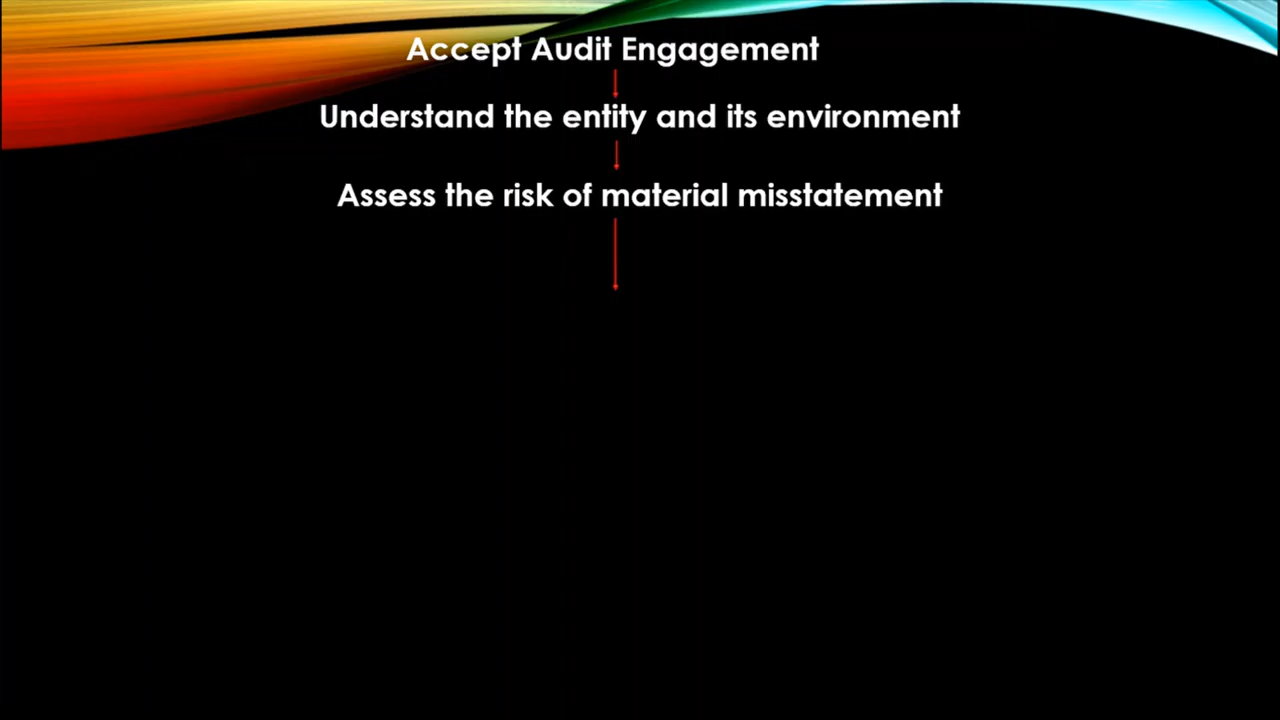 Accept Audit Engagement
Understand the entity and its environment
Assess the risk of material misstatement